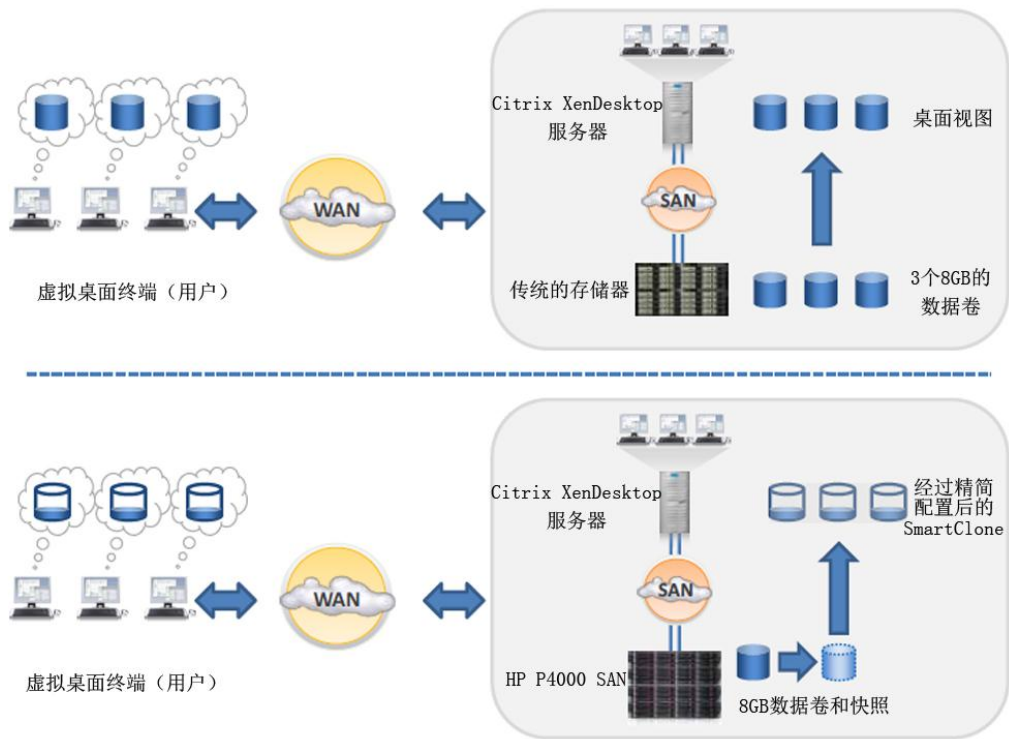 Citrix XenDesktop
服务器
桌面视图
WAN
SAN
虚拟桌面终端（用户）
传统的存储器
3个8GB的
数据卷
Citrix XenDesktop
服务器
经过精简
配置后的
SmartClone
WAN
SAN
虚拟桌面终端（用户）
HP P4000 SAN
8GB数据卷和快照